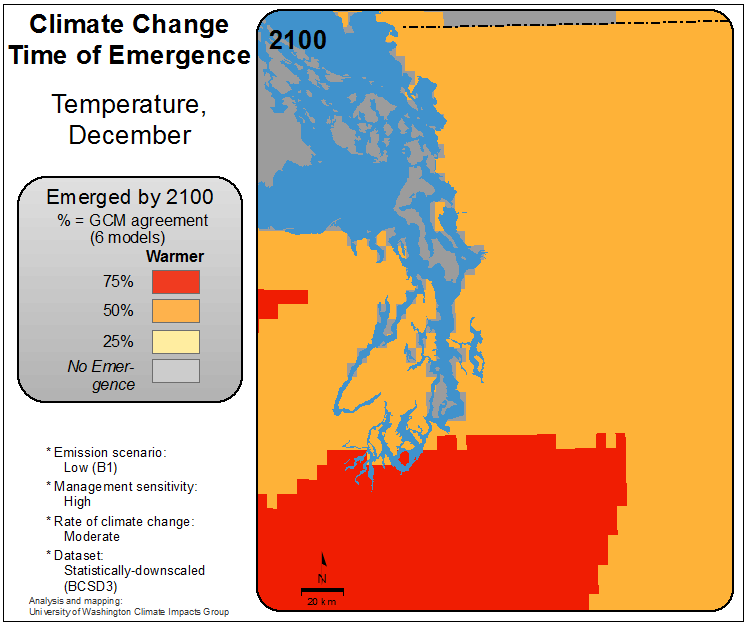 Climate Change
Time of Emergence
Temperature,
December
Emerged by 2100
% = GCM agreement
(6 models)
Warmer
75%
50%
25%
No Emer-
gence
* Emission scenario:
Low (B1)
* Management sensitivity:
High
* Rate of climate change:
Moderate
* Dataset:
Statistically-downscaled
(BCSD3)
Analysis and mapping:
University of Washington Climate Impacts Group
2100
N
20 km